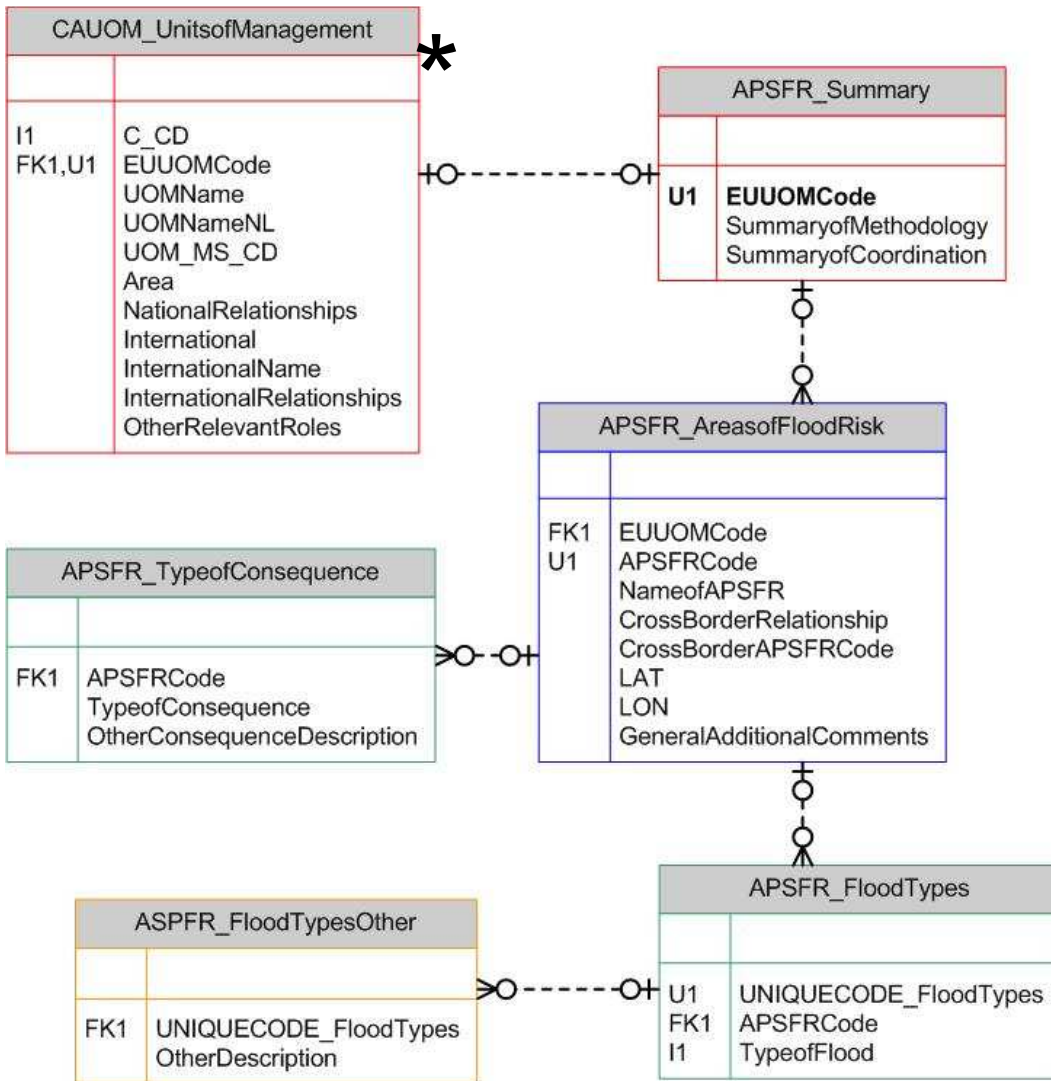 CAUOM_UnitsofManagement
*
I1 C_CD
FK1,U1 EUUOMCode
UOMName
UOMNameNL
UOM_MS_CD
Area
NationalRelationships
International
InternationalName
InternationalRelationships
OtherRelevantRoles
APSFR_Summary
U1 EUUOMCode
SummaryofMethodology
SummaryofCoordination
APSFR_AreasofFloodRisk
FK1 EUUOMCode
U1 APSFRCode
NameofAPSFR
CrossBorderRelationship
CrossBorderAPSFRCode
LAT
LON
GeneralAdditionalComments
APSFR_TypeofConsequence
FK1 APSFRCode
TypeofConsequence
OtherConsequenceDescription
APSFR_FloodTypes
U1 UNIQUECODE_FloodTypes
FK1 APSFRCode
I1 TypeofFlood
ASPFR_FloodTypesOther
FK1 UNIQUECODE_FloodTypes
OtherDescription